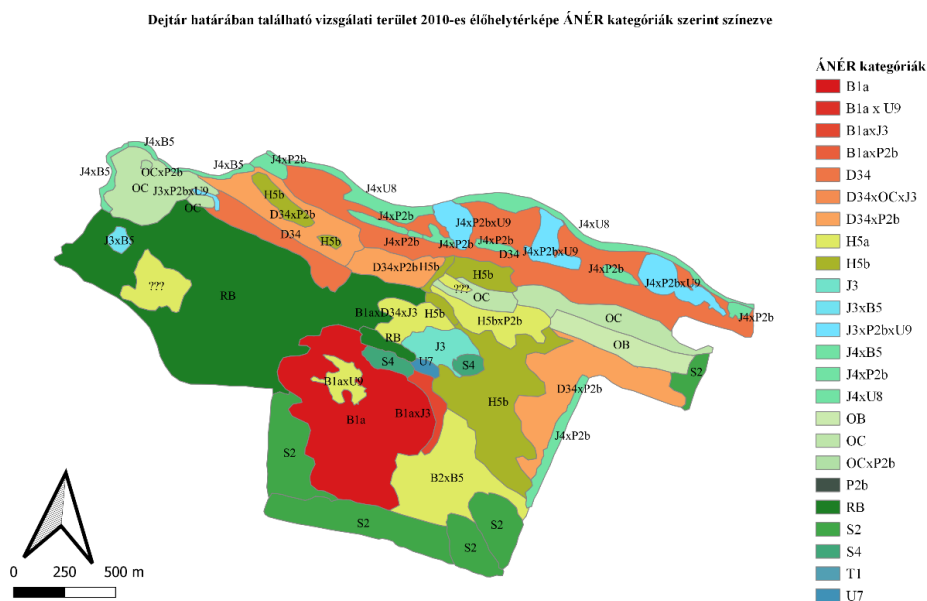 Dejtár határában található vizsgálati terület 2010-es élőhelytérképe ÁNÉR kategóriák szerint színezve
J4xB5
J4xP2b
J4xB5
J4xB5
OCxP2b
OC
J3xP2bxU9
OC
H5b
J4xU8
D34xP2b
J4xP2b
J4xP2bxU9
J4xU8
D34
H5b
J4xP2b
J4xP2b
J4xP2b
D34
J4xP2bxU9
J3xB5
D34xP2b
H5b
H5b
J4xP2b
J4xP2bxU9
???
RB
???
OC
J4xP2b
B1axD34xJ3
H5b
H5bxP2b
OC
RB
J3
OB
S4
U7
S4
S2
B1axU9
D34xP2b
B1a
B1axJ3
H5b
J4xP2b
S2
B2xB5
S2
S2
S2
0 250 500 m
ÁNÉR kategóriák
B1a
B1a x U9
B1axJ3
B1axP2b
D34
D34xOCxJ3
D34xP2b
H5a
H5b
J3
J3xB5
J3xP2bxU9
J4xB5
J4xP2b
J4xU8
OB
OC
OCxP2b
P2b
RB
S2
S4
T1
U7